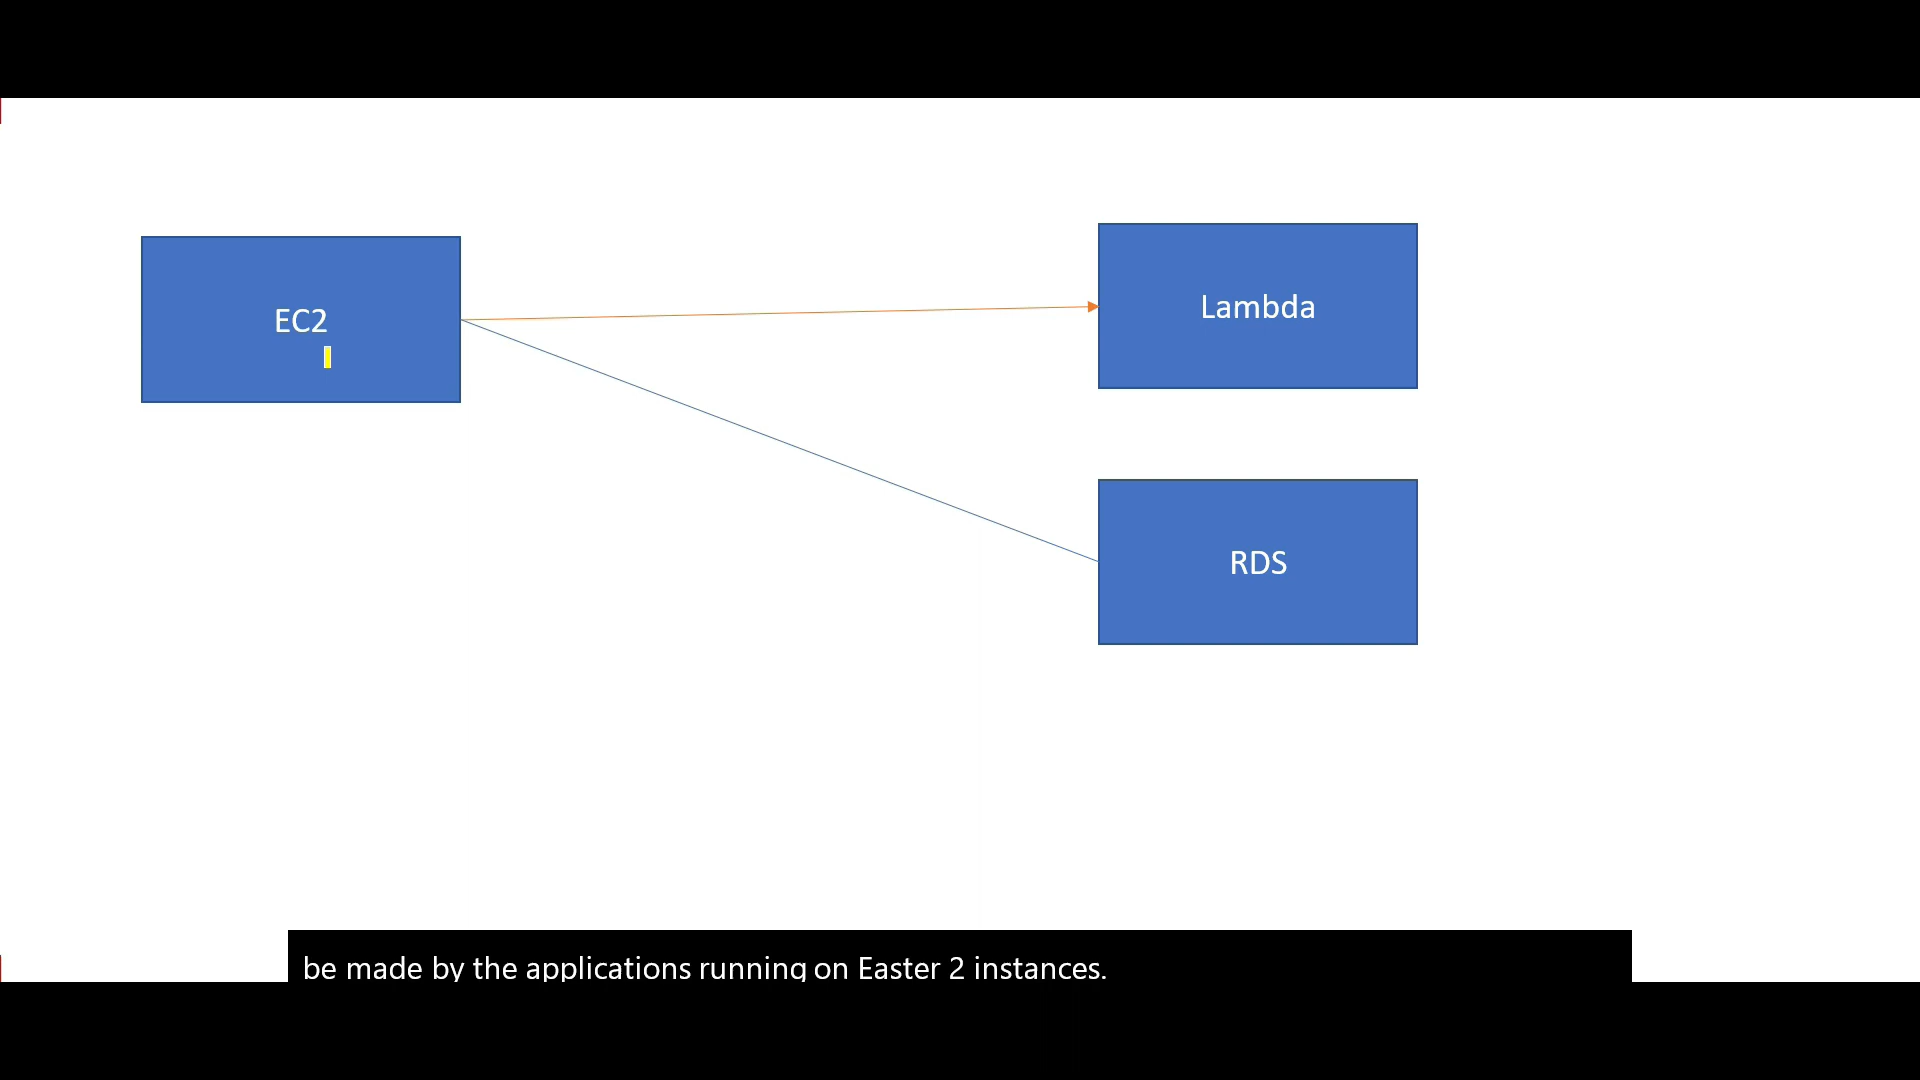 EC2
Lambda
RDS
be made by the applications running on Easter 2 instances.